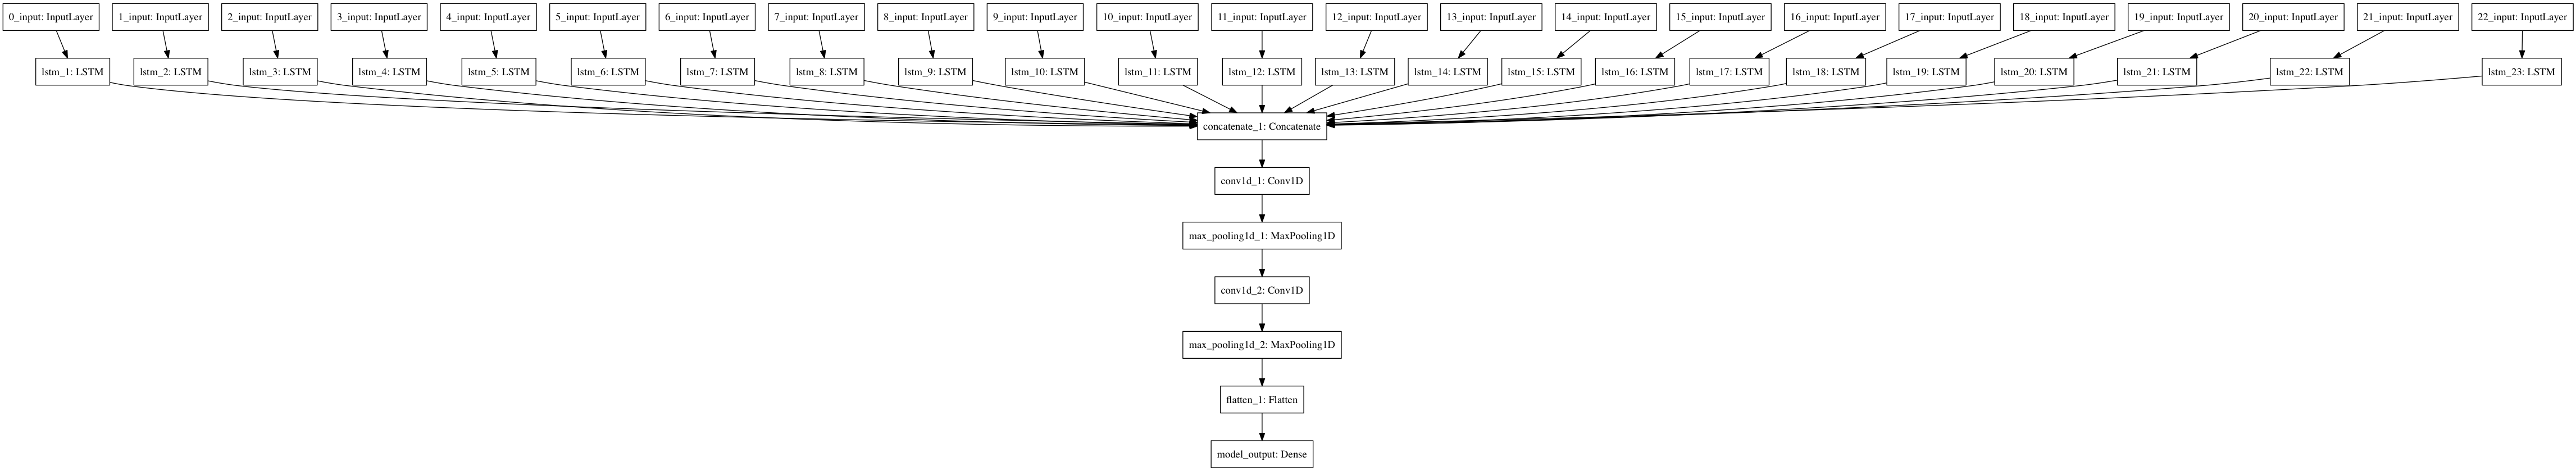 0_input: InputLayer
1_input: InputLayer
2_input: InputLayer
3_input: InputLayer
4_input: InputLayer
5_input: InputLayer
6_input: InputLayer
7_input: InputLayer
8_input: InputLayer
9_input: InputLayer
10_input: InputLayer
11_input: InputLayer
12_input: InputLayer
13_input: InputLayer
14_input: InputLayer
15_input: InputLayer
16_input: InputLayer
17_input: InputLayer
18_input: InputLayer
19_input: InputLayer
20_input: InputLayer
21_input: InputLayer
22_input: InputLayer
lstm_1: LSTM
lstm_2: LSTM
lstm_3: LSTM
lstm_4: LSTM
lstm_5: LSTM
lstm_6: LSTM
lstm_7: LSTM
lstm_8: LSTM
lstm_9: LSTM
lstm_10: LSTM
lstm_11: LSTM
lstm_12: LSTM
lstm_13: LSTM
lstm_14: LSTM
lstm_15: LSTM
lstm_16: LSTM
lstm_17: LSTM
lstm_18: LSTM
lstm_19: LSTM
lstm_20: LSTM
lstm_21: LSTM
lstm_22: LSTM
lstm_23: LSTM
concatenate_1: Concatenate
conv1d_1: Conv1D
max_pooling1d_1: MaxPooling1D
conv1d_2: Conv1D
max_pooling1d_2: MaxPooling1D
flatten_1: Flatten
model_output: Dense